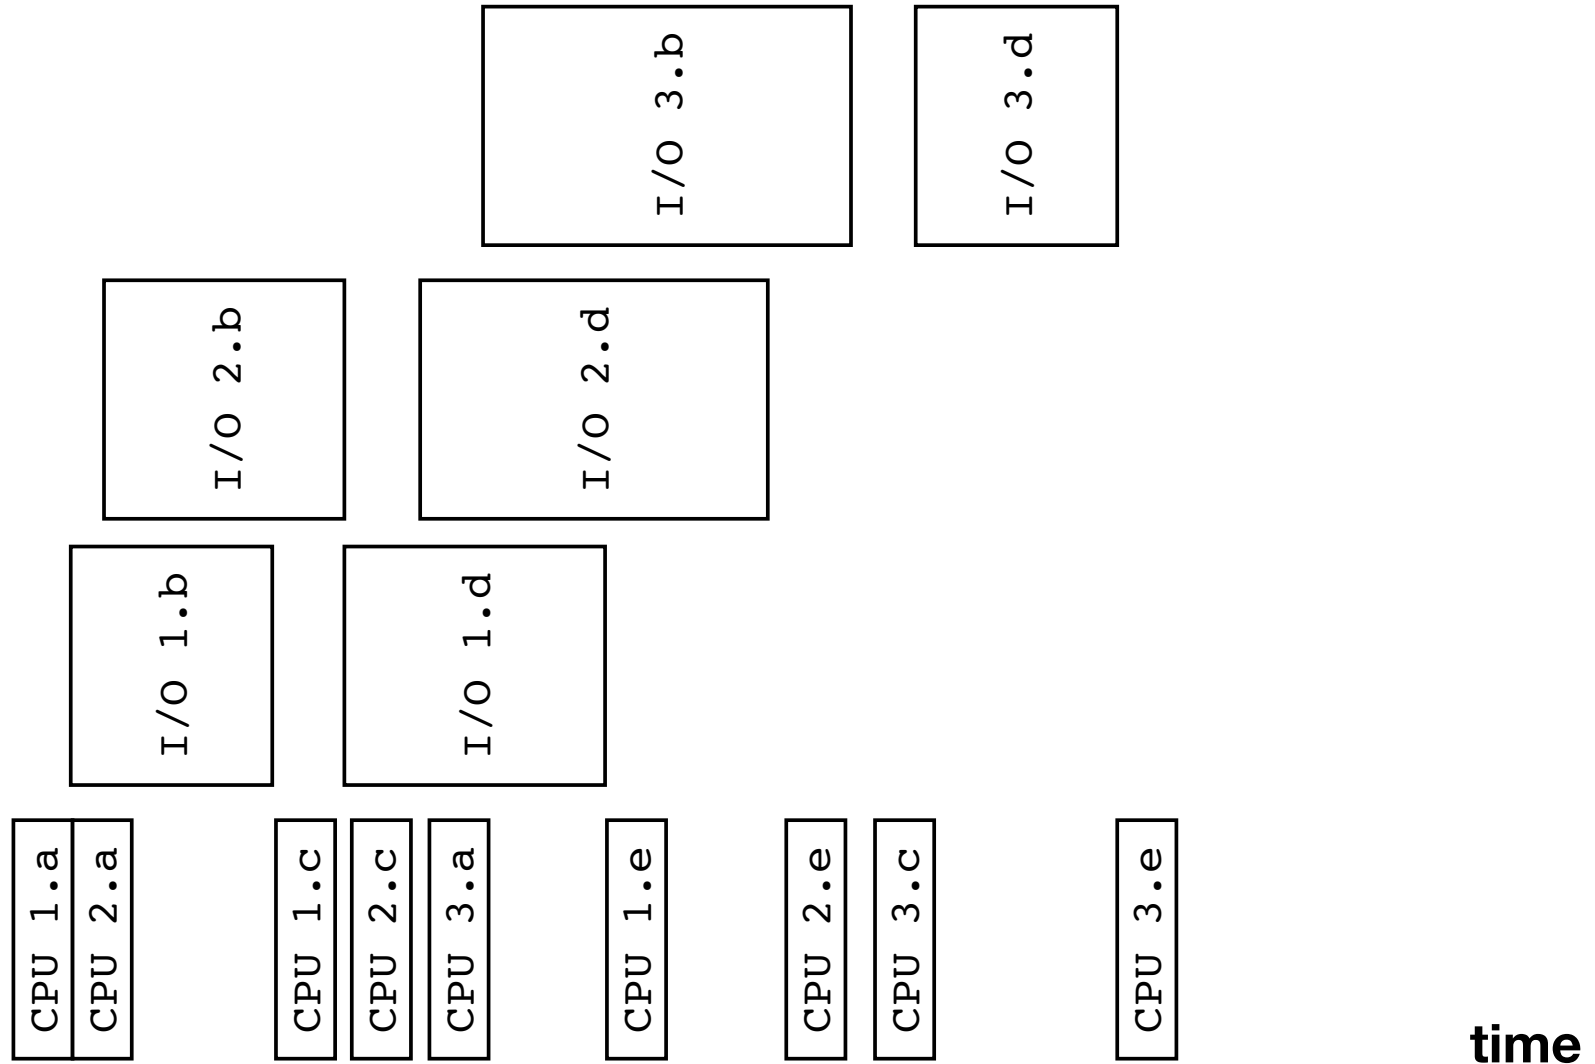 I/O 3.b
I/O 3.d
I/O 2.b
I/O 2.d
I/O 1.b
I/O 1.d
CPU 1.a
CPU 2.a
CPU 1.c
CPU 2.c
CPU 3.a
CPU 1.e
CPU 2.e
CPU 3.c
CPU 3.e
time